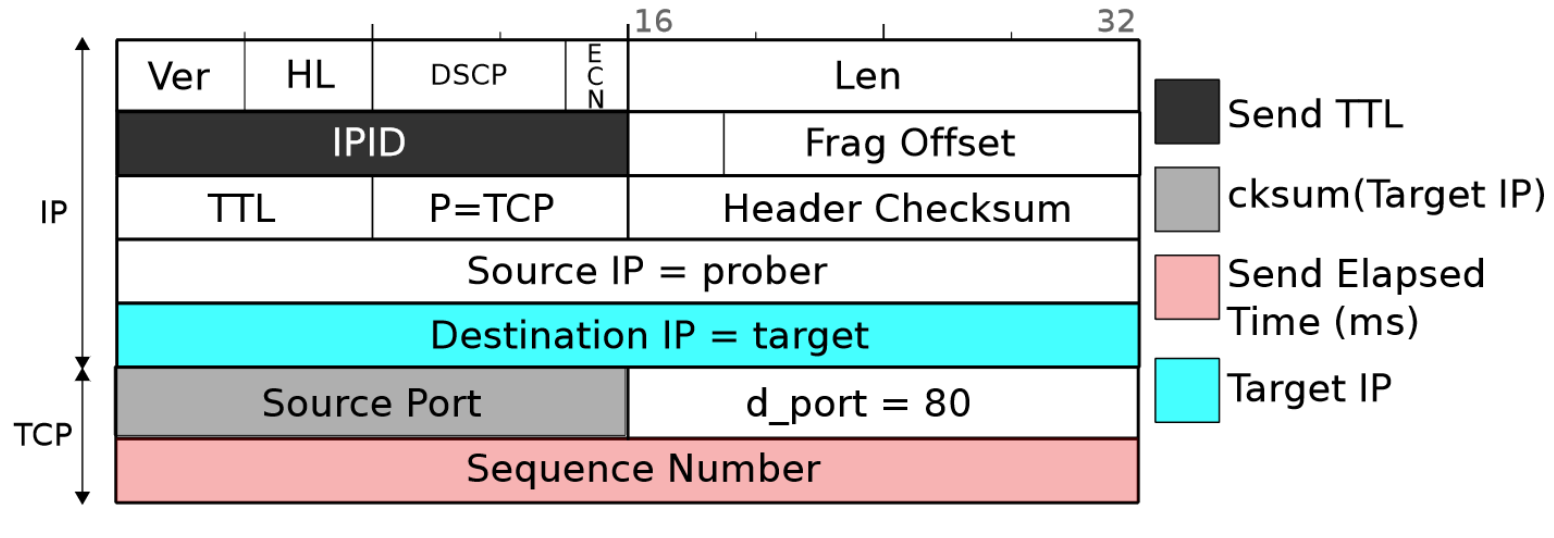 16 32
Ver HL DSCP ECN Len
IPID Frag Offset
TTL P=TCP Header Checksum
Source IP = prober
Destination IP = target
Source Port d_port = 80
Sequence Number
IP
TCP
Send TTL
cksum(Target IP)
Send Elapsed
Time (ms)
Target IP